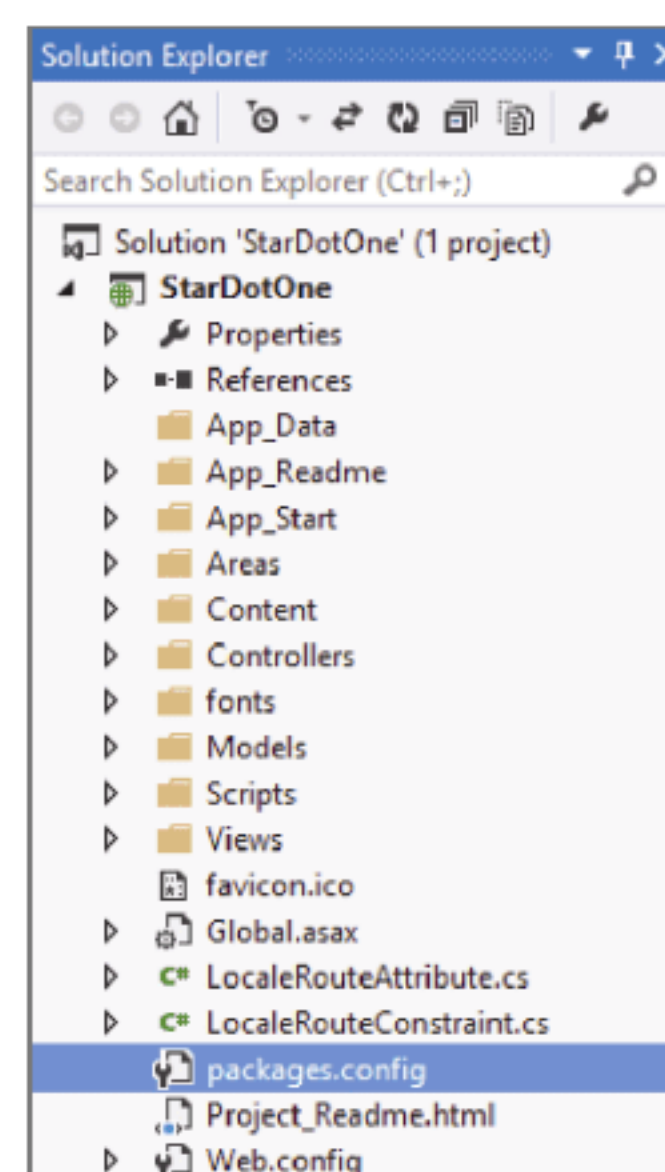 Solution Explorer
Search Solution Explorer (Ctrl+;)
Solution 'StarDotOne' (1 project)
StarDotOne
Properties
References
App_Data
App_Readme
App_Start
Areas
Content
Controllers
fonts
Models
Scripts
Views
favicon.ico
Global.asax
C# LocaleRouteAttribute.cs
C# LocaleRouteConstraint.cs
packages.config
Project_Readme.html
Web.config